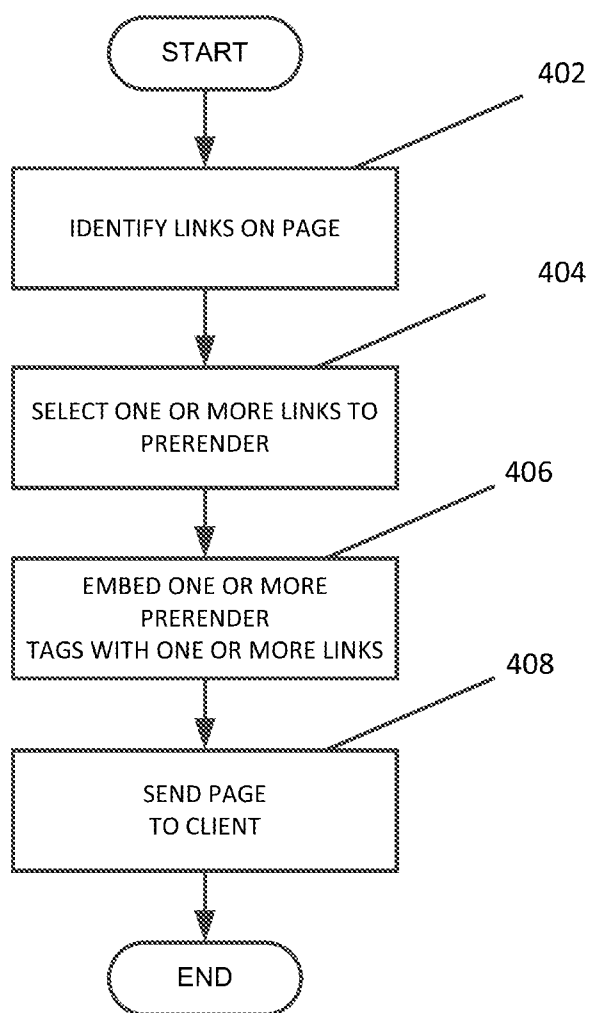 START
402
IDENTIFY LINKS ON PAGE
404
SELECT ONE OR MORE LINKS TO
PRERENDER
406
EMBED ONE OR MORE
PRERENDER
TAGS WITH ONE OR MORE LINKS
408
SEND PAGE
TO CLIENT
END